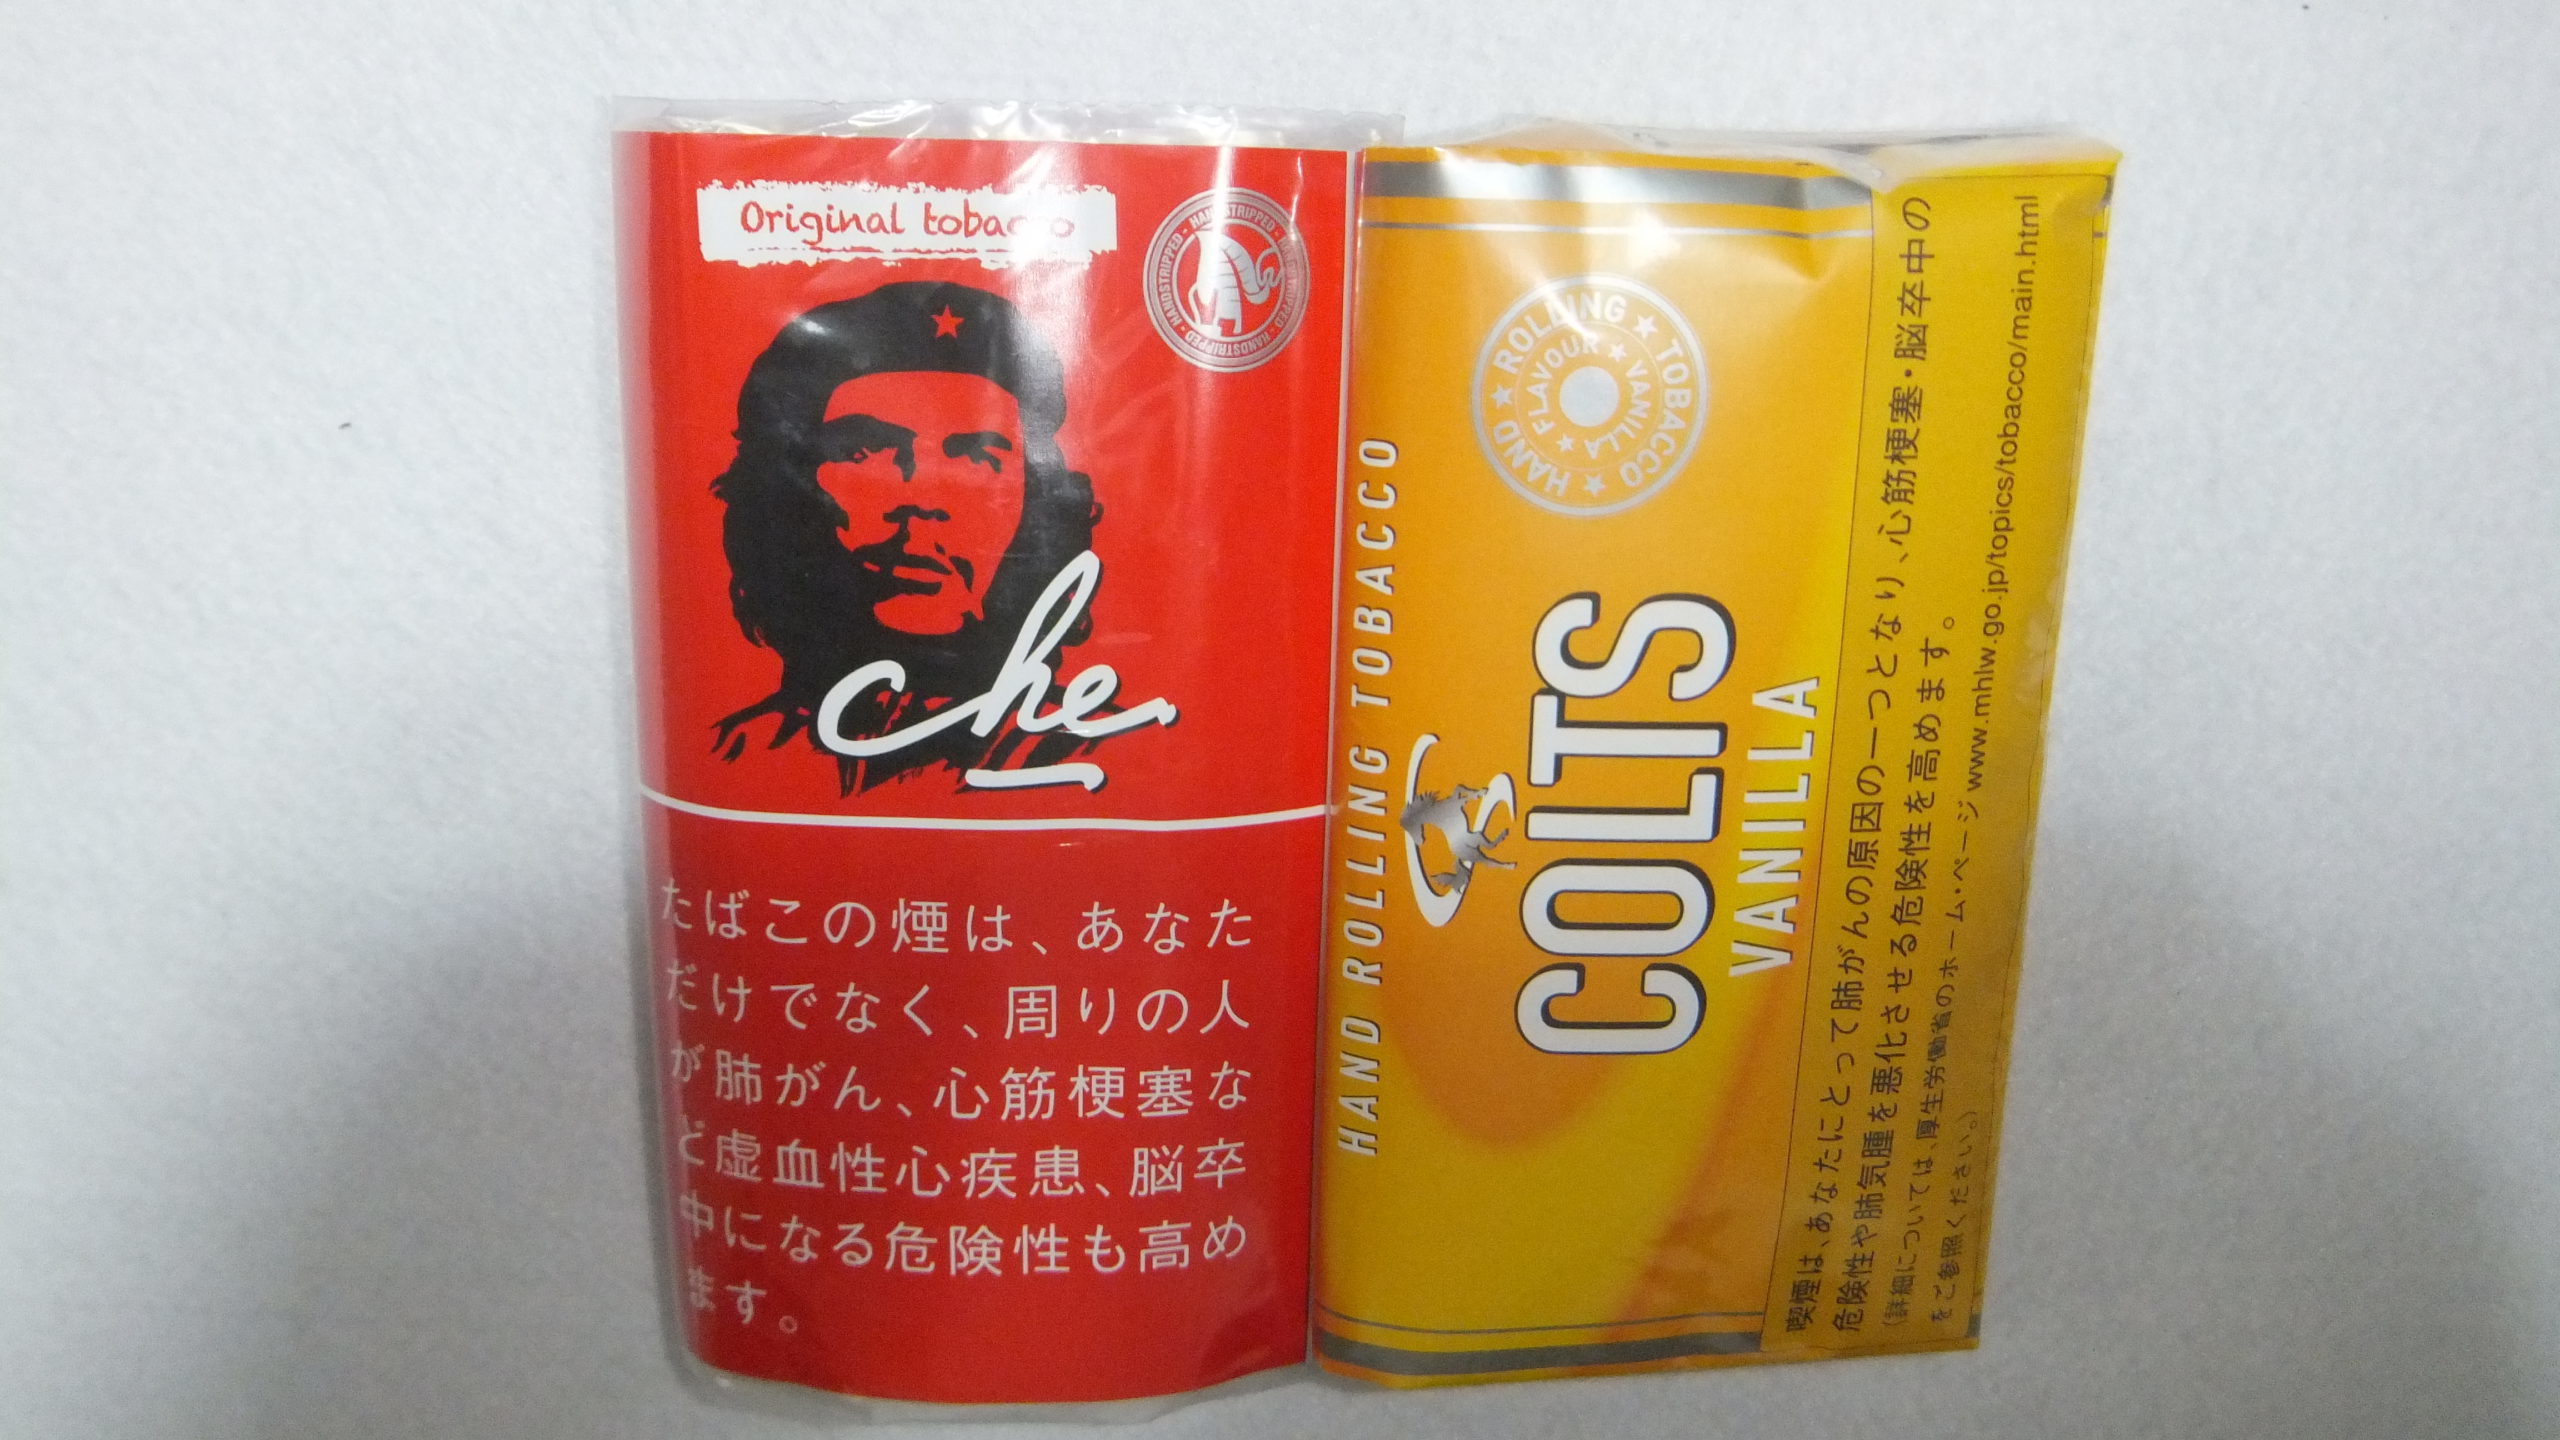 Original tobacco
HANDSTRIPPED · HANDSTRIPPED · HANDSTRIPPED · HANDSTRIPPED
che
たばこの煙は、あなた
だけでなく、周りの人
が肺がん、心筋梗塞な
ど虚血性心疾患、脳卒
中になる危険性も高め
ます。
HAND ROLLING TOBACCO
HAND ★ ROLLING ★ TOBACCO ★
FLAVOUR ★ VANILLA ★
COLTS
VANILLA
喫煙は、あなたにとって肺がんの原因の一つとなり、心筋梗塞・脳卒中の
危険性や肺気腫を悪化させる危険性を高めます。
(詳細については、厚生労働省のホーム・ページ www.mhlw.go.jp/topics/tobacco/main.html
をご参照ください。)